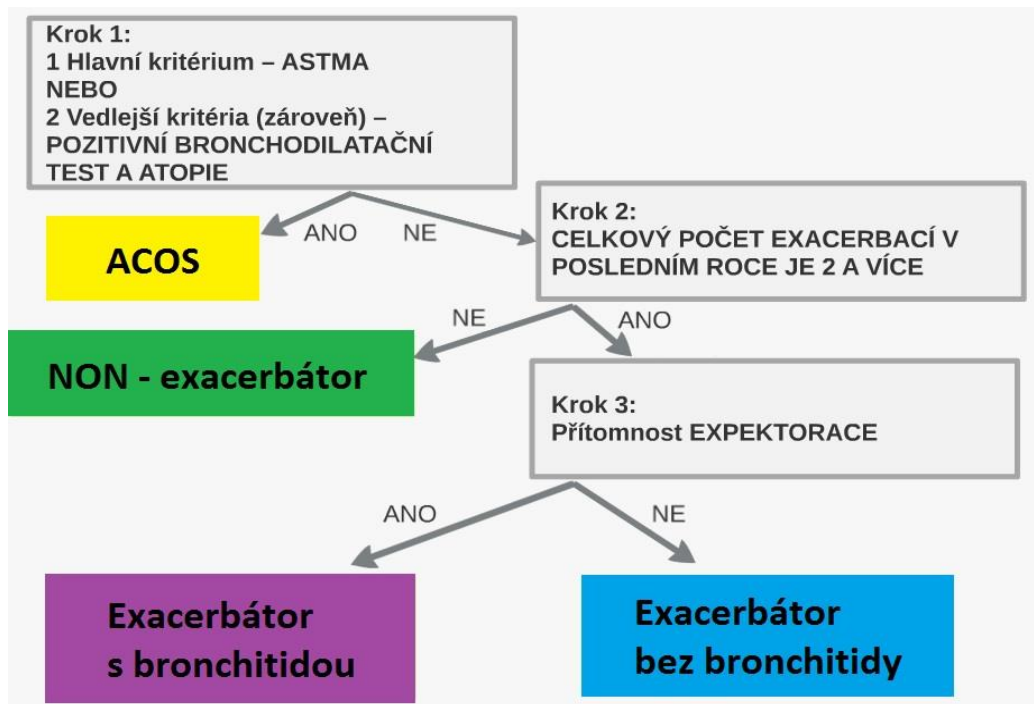 Krok 1:
1 Hlavní kritérium – ASTMA
NEBO
2 Vedlejší kritéria (zároveň) –
POZITIVNÍ BRONCHODILATAČNÍ
TEST A ATOPIE
ANO NE
ACOS
Krok 2:
CELKOVÝ POČET EXACERBACÍ V
POSLEDNÍM ROCE JE 2 A VÍCE
NE ANO
NON - exacerbátor
Krok 3:
Přítomnost EXPEKTORACE
ANO NE
Exacerbátor
s bronchitidou
Exacerbátor
bez bronchitidy